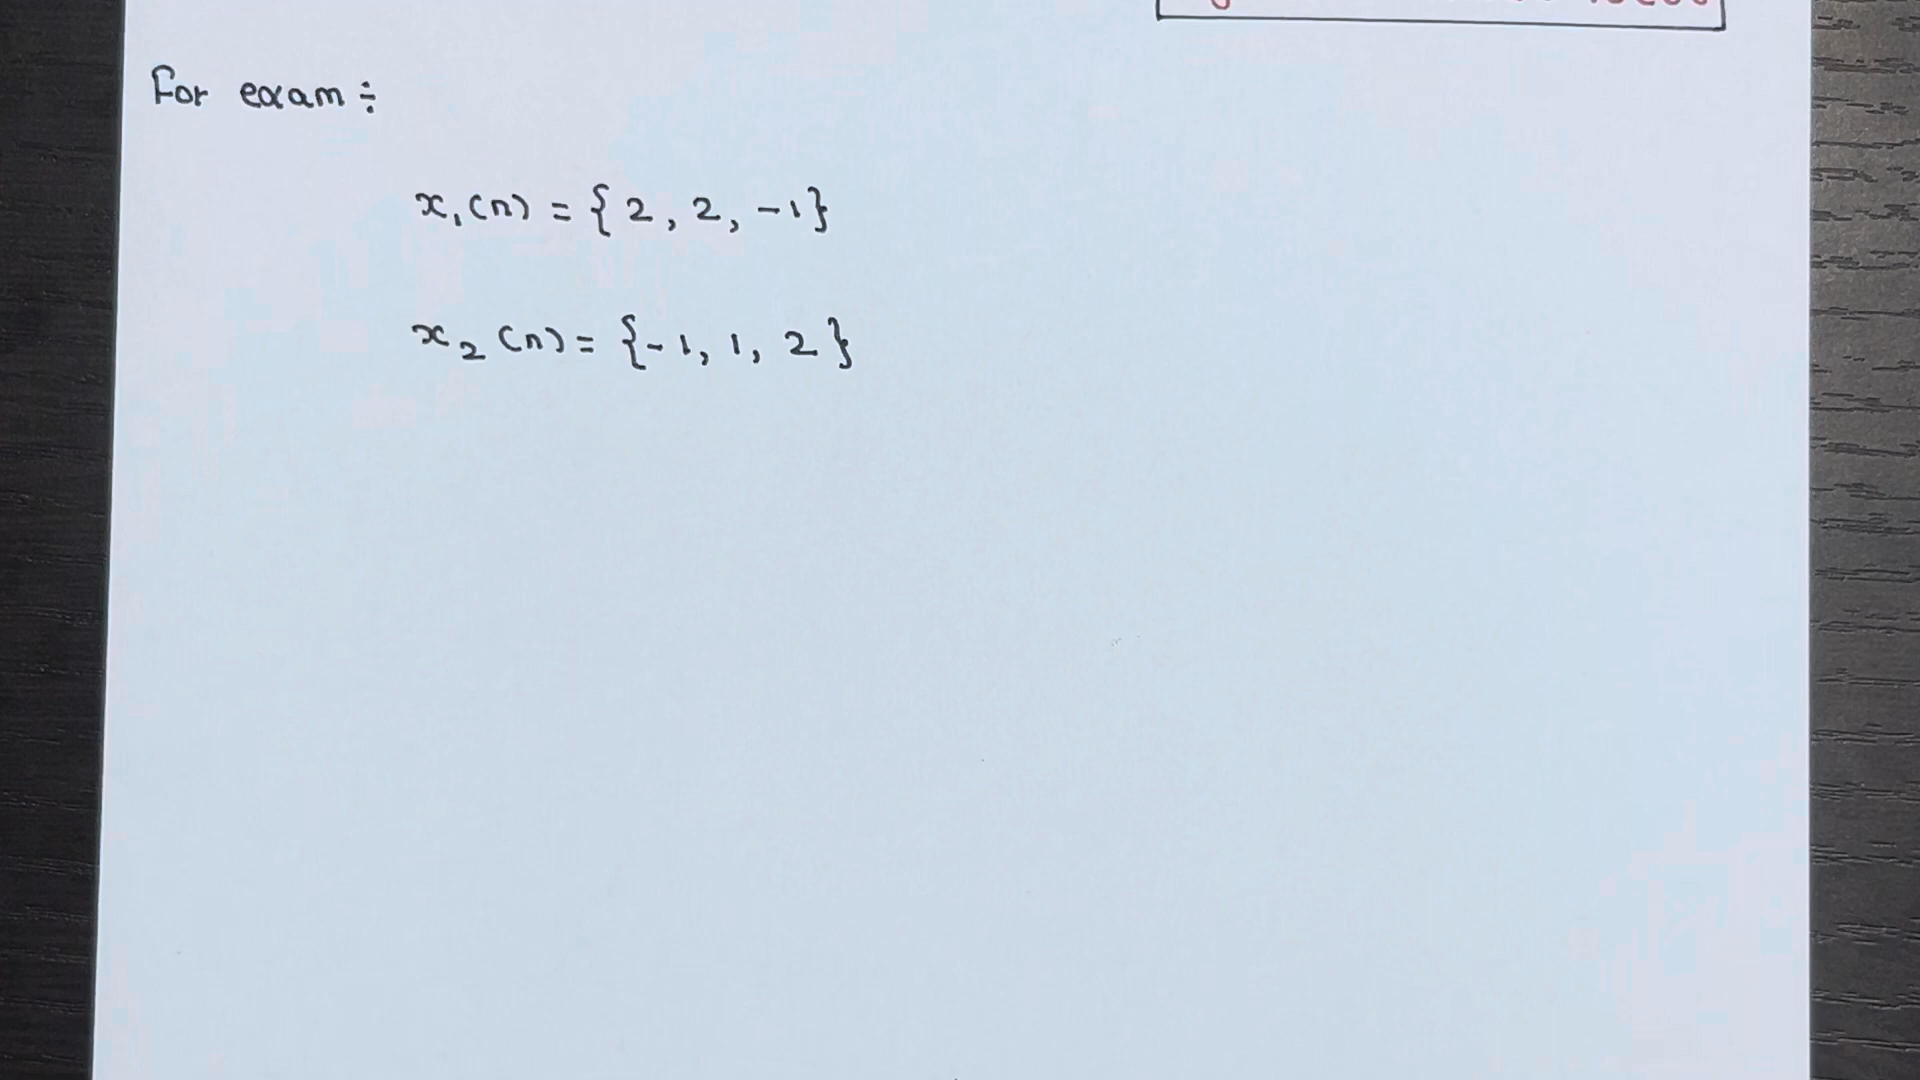 For exam ÷
x₁(n) = {2, 2, -1}
x₂(n) = {-1, 1, 2}